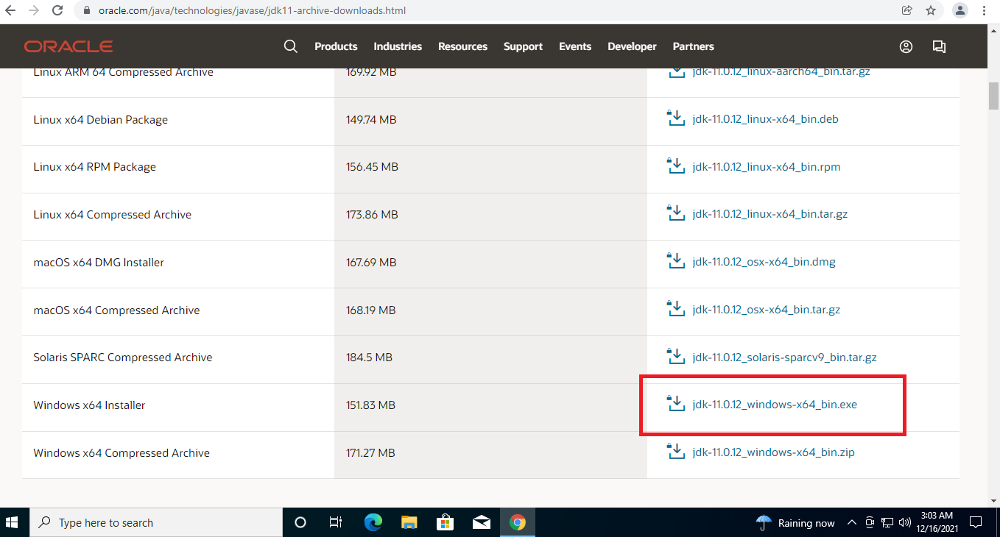 oracle.com/java/technologies/javase/jdk11-archive-downloads.html
ORACLE Products Industries Resources Support Events Developer Partners
Linux ARM 64 Compressed Archive 169.92 MB jdk-11.0.12_linux-aarch64_bin.tar.gz
Linux x64 Debian Package 149.74 MB jdk-11.0.12_linux-x64_bin.deb
Linux x64 RPM Package 156.45 MB jdk-11.0.12_linux-x64_bin.rpm
Linux x64 Compressed Archive 173.86 MB jdk-11.0.12_linux-x64_bin.tar.gz
macOS x64 DMG Installer 167.69 MB jdk-11.0.12_osx-x64_bin.dmg
macOS x64 Compressed Archive 168.19 MB jdk-11.0.12_osx-x64_bin.tar.gz
Solaris SPARC Compressed Archive 184.5 MB jdk-11.0.12_solaris-sparcv9_bin.tar.gz
Windows x64 Installer 151.83 MB jdk-11.0.12_windows-x64_bin.exe
Windows x64 Compressed Archive 171.27 MB jdk-11.0.12_windows-x64_bin.zip
Type here to search Raining now 3:03 AM
12/16/2021